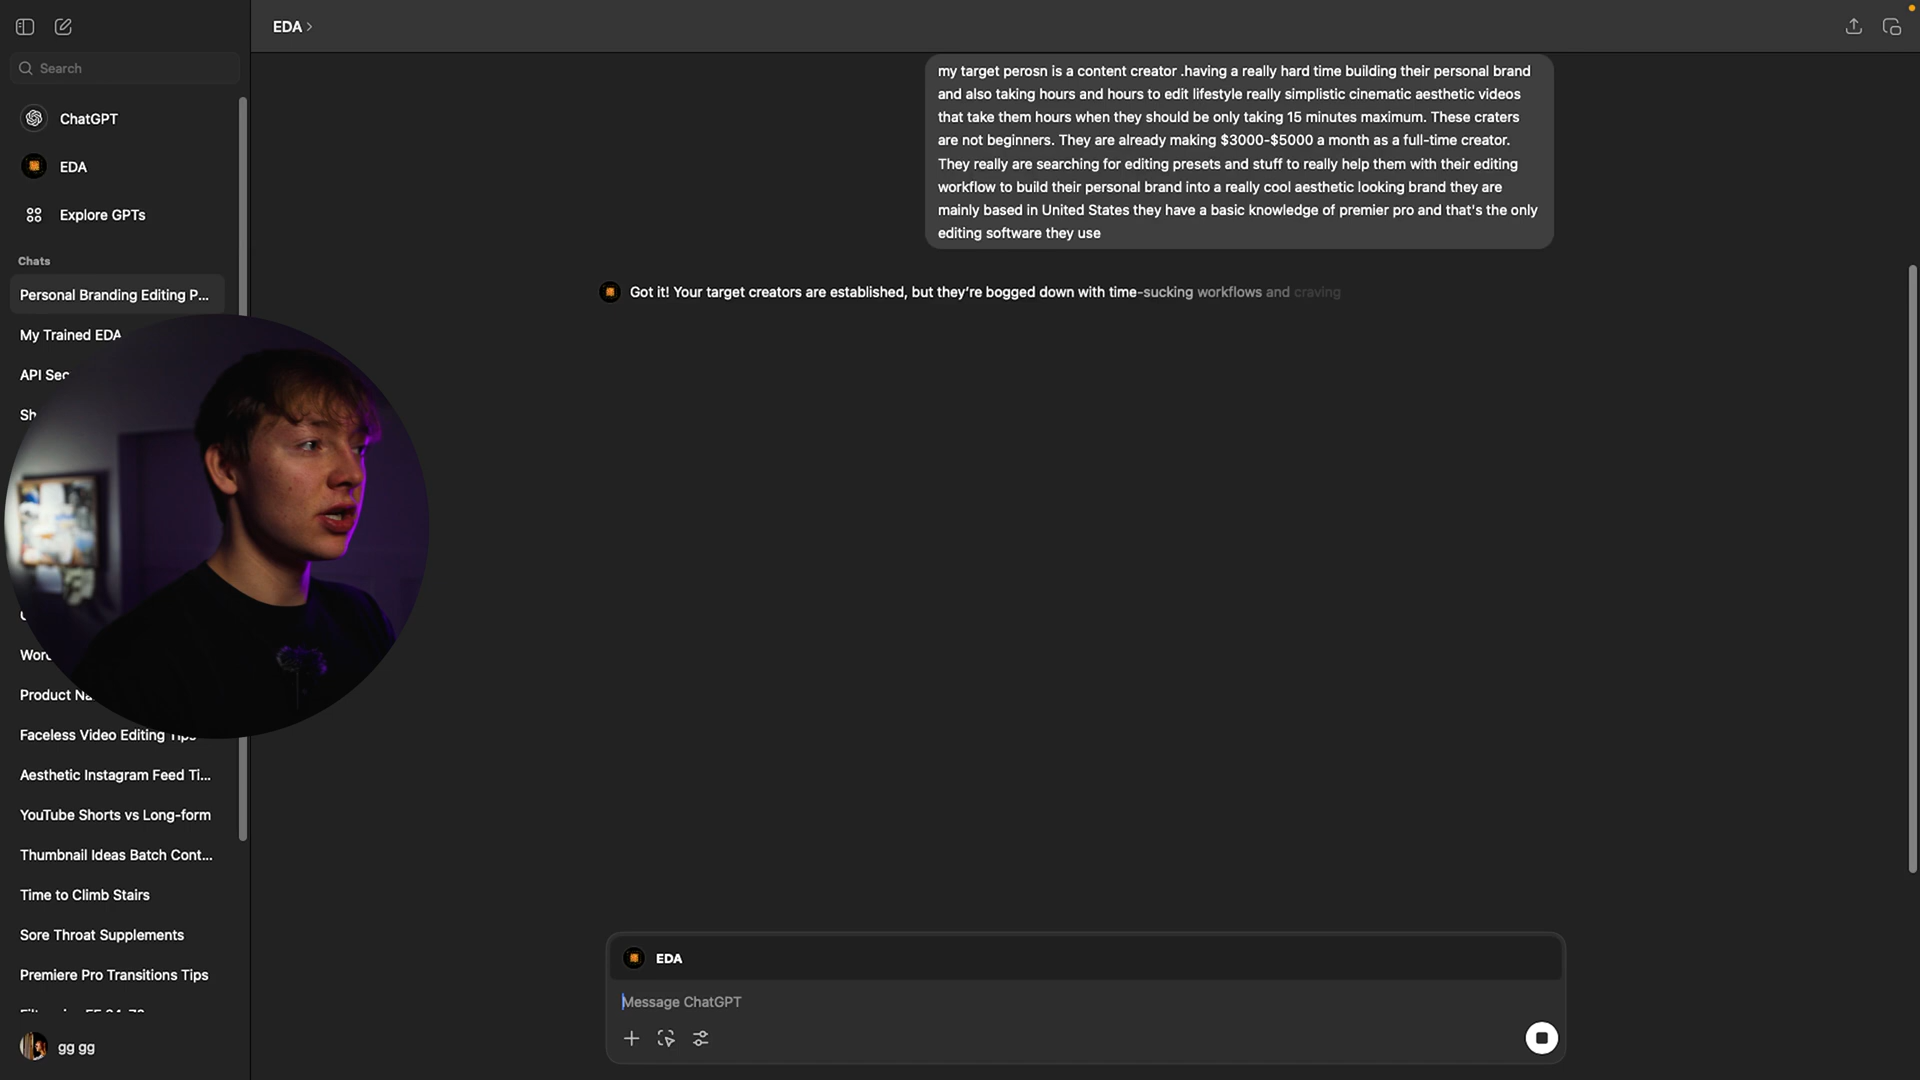 EDA
Search
ChatGPT
EDA
Explore GPTs
Chats
Personal Branding Editing P...
My Trained EDA
API Sec
Sh
Word
Product Na
Faceless Video Editing Tips
Aesthetic Instagram Feed Ti...
YouTube Shorts vs Long-form
Thumbnail Ideas Batch Cont...
Time to Climb Stairs
Sore Throat Supplements
Premiere Pro Transitions Tips
gg gg
my target perosn is a content creator .having a really hard time building their personal brand
and also taking hours and hours to edit lifestyle really simplistic cinematic aesthetic videos
that take them hours when they should be only taking 15 minutes maximum. These craters
are not beginners. They are already making $3000-$5000 a month as a full-time creator.
They really are searching for editing presets and stuff to really help them with their editing
workflow to build their personal brand into a really cool aesthetic looking brand they are
mainly based in United States they have a basic knowledge of premier pro and that's the only
editing software they use
Got it! Your target creators are established, but they’re bogged down with time-sucking workflows and craving
EDA
Message ChatGPT